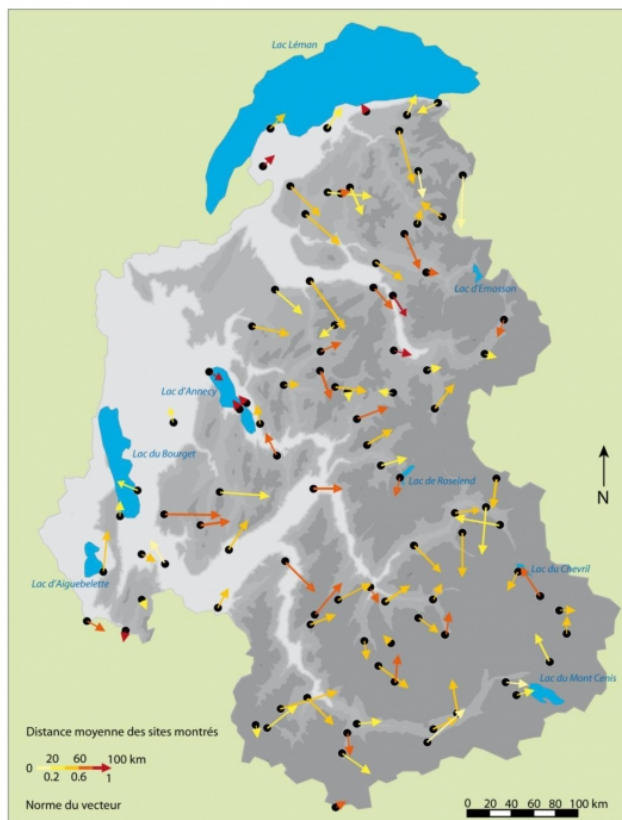 Lac Léman
Lac d'Emosson
Lac d'Annecy
Lac du Bourget
Lac de Roselend
Lac du Chevril
Lac d'Aiguebelette
Lac du Mont Cenis
N
Distance moyenne des sites montrés
20 60 100 km
0
0.2 0.6 1
Norme du vecteur
0 20 40 60 80 100 km